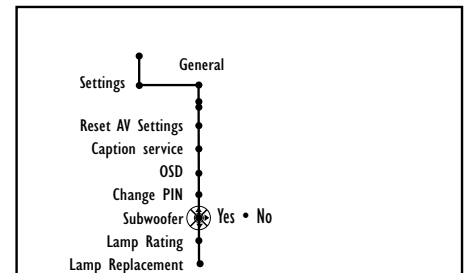 General
Settings
Reset AV Settings
Caption service
OSD
Change PIN
Subwoofer Yes • No
Lamp Rating
Lamp Replacement